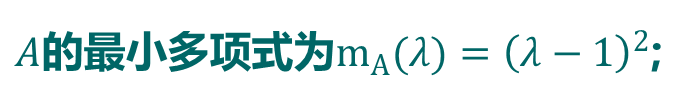 A的最小多项式为m_A(λ) = (λ − 1)²;